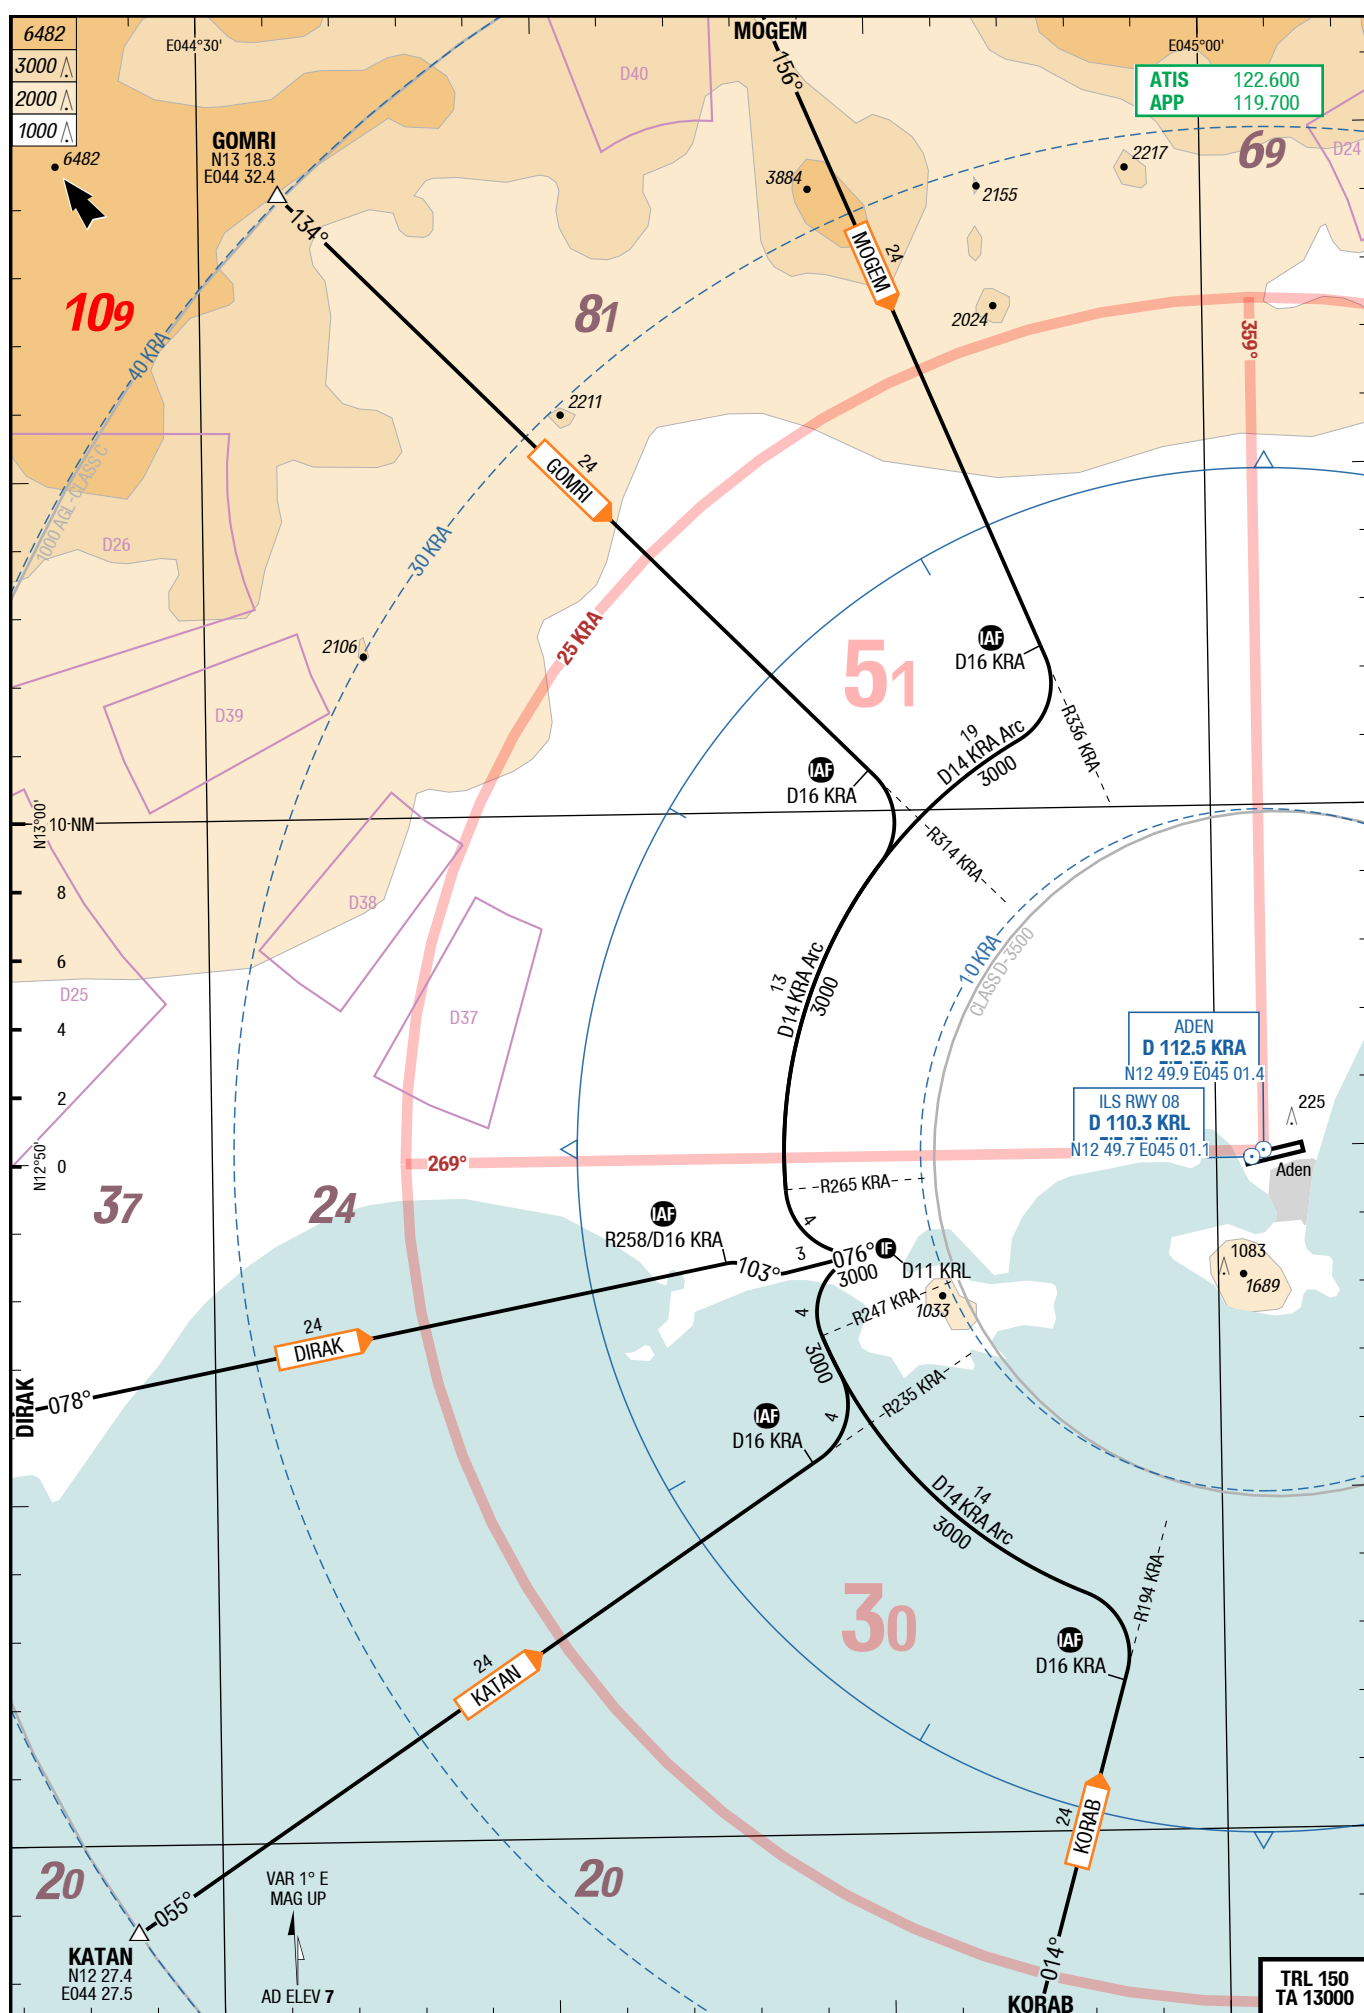 6482
3000
2000
1000
6482
E044°30'
GOMRI
N13 18.3
E044 32.4
134°
D40
MOGEM
156°
E045°00'
ATIS 122.600
APP 119.700
69
D24
2217
2155
3884
MOGEM
24
2024
109
81
40 KRA
1000 AGL-CLASS C
2211
24
GOMRI
359°
30 KRA
D26
2106
25 KRA
51
IAF
D16 KRA
D39
R336 KRA
19
D14 KRA Arc
3000
IAF
D16 KRA
N13°00'
10 NM
8
6
4
2
0
N12°50'
R314 KRA
D38
10 KRA
CLASS D-3500
13
D14 KRA Arc
3000
D25
D37
ADEN
D 112.5 KRA
N12 49.9 E045 01.4
ILS RWY 08
D 110.3 KRL
N12 49.7 E045 01.1
225
Aden
269°
37
24
R265 KRA
IAF
R258/D16 KRA
4
3
103°
076°
3000
IF
D11 KRL
1083
1689
R247 KRA
1033
4
3000
24
DIRAK
DIRAK
078°
R235 KRA
4
IAF
D16 KRA
14
D14 KRA Arc
3000
R194 KRA
30
IAF
D16 KRA
24
KATAN
24
KORAB
20
20
VAR 1° E
MAG UP
055°
KATAN
N12 27.4
E044 27.5
AD ELEV 7
014°
KORAB
TRL 150
TA 13000